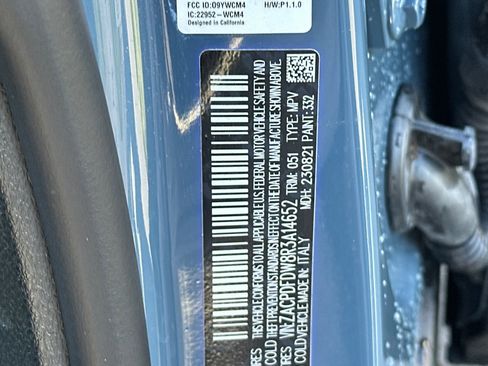 FCC ID:O9YWCM4
IC:22952-WCM4
Designed in California
H/W:P1.1.0
THIS VEHICLE CONFORMS TO ALL APPLICABLE U.S. FEDERAL MOTOR VEHICLE SAFETY AND
THEFT PREVENTION STANDARDS IN EFFECT ON THE DATE OF MANUFACTURE SHOWN ABOVE.
VIN: ZACPDFDW8R3A14652 TRIM: 051 TYPE: MPV
VEHICLE MADE IN: ITALY MDH: 230821 PAINT: 332